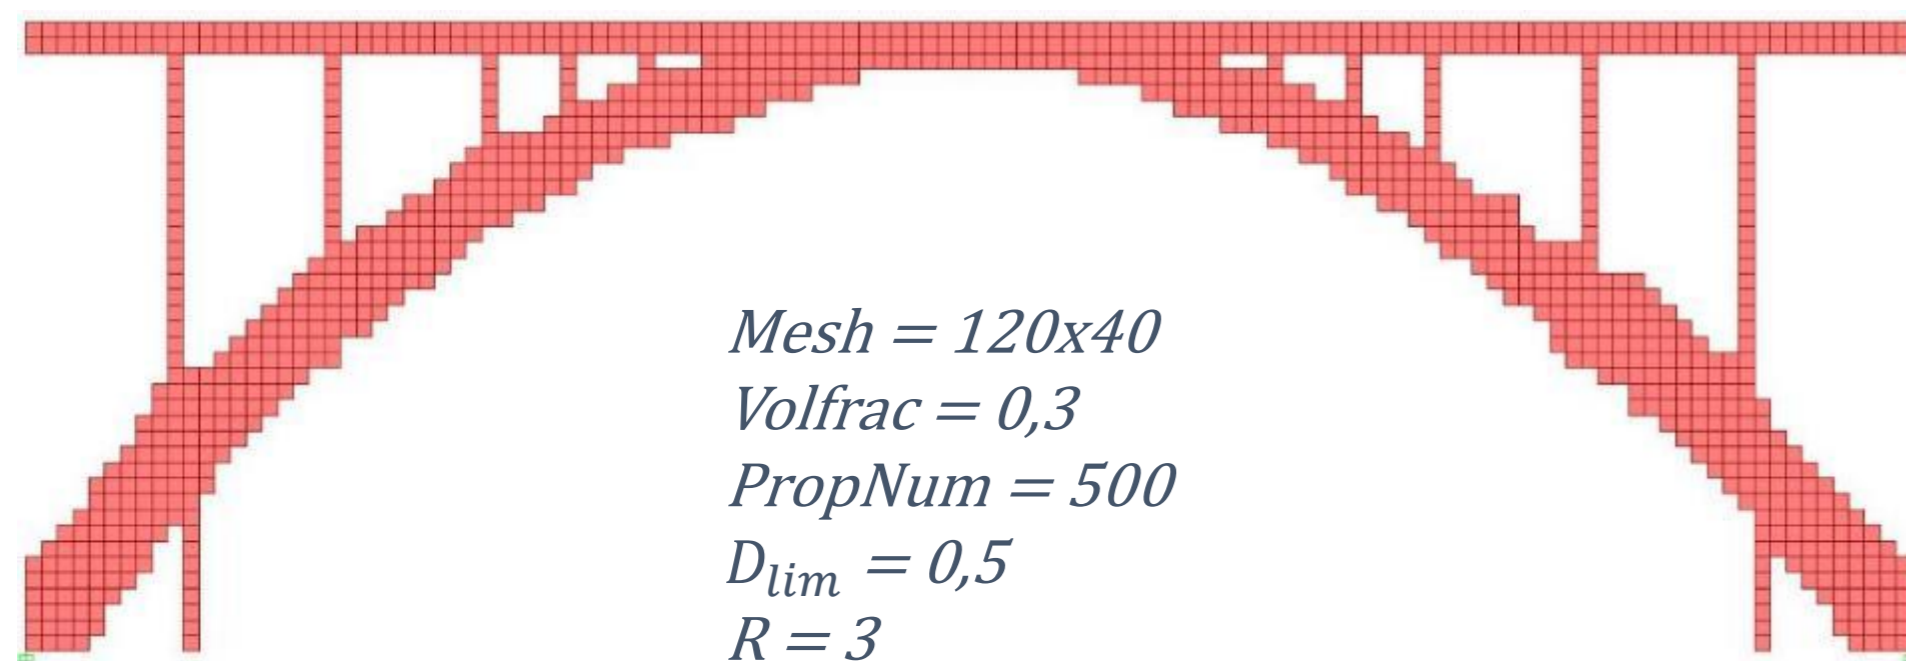 Mesh = 120x40
Volfrac = 0,3
PropNum = 500
D_lim = 0,5
R = 3